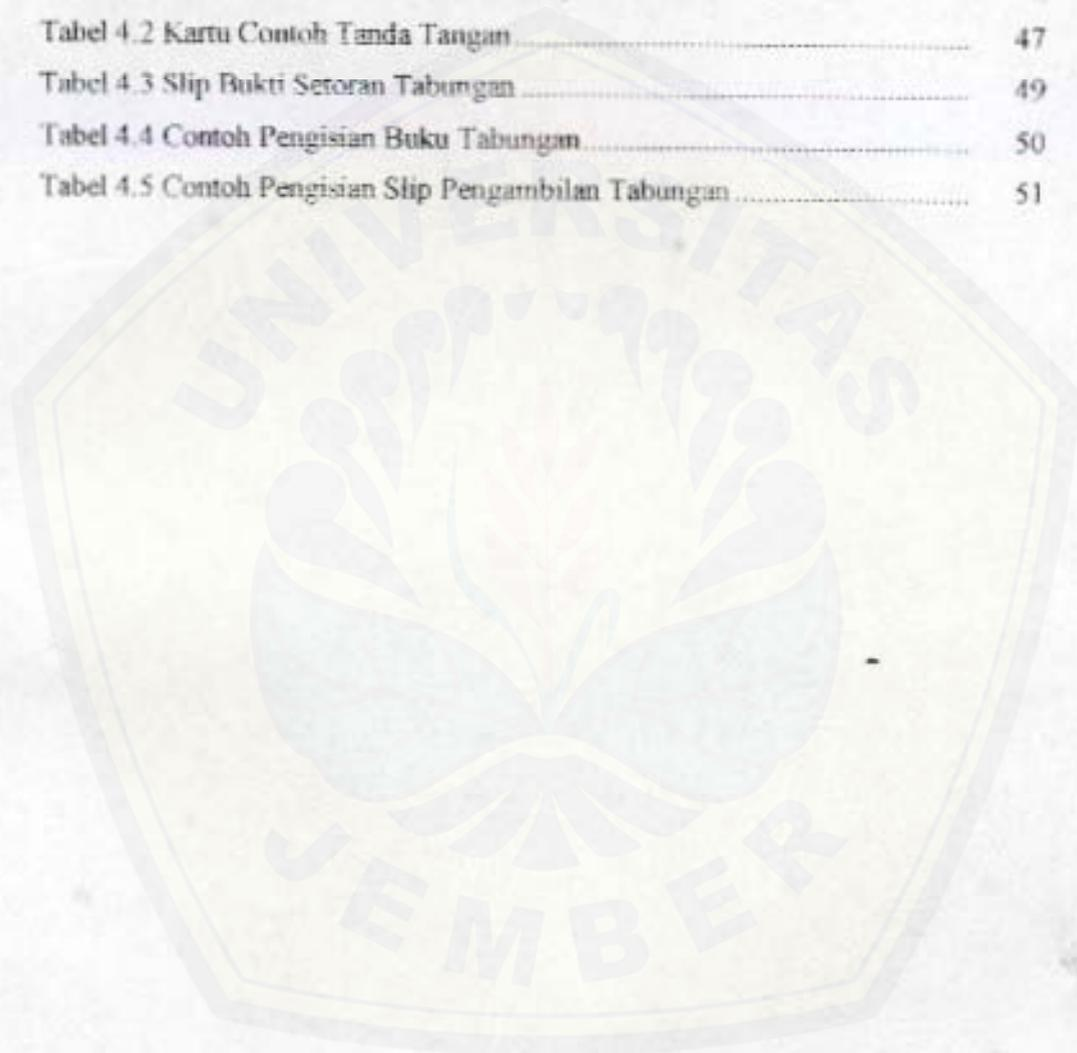 Tabel 4.2 Kartu Contoh Tanda Tangan ........................ 47
Tabel 4.3 Slip Bukti Setoran Tabungan ........................ 49
Tabel 4.4 Contoh Pengisian Buku Tabungan ........................ 50
Tabel 4.5 Contoh Pengisian Slip Pengambilan Tabungan ........................ 51
UNIVERSITAS
JEMBER